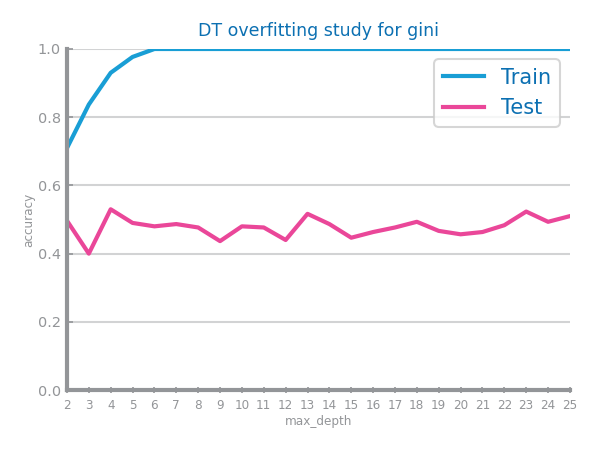 DT overfitting study for gini
1.0
0.8
0.6
0.4
0.2
0.0
accuracy
Train
Test
2 3 4 5 6 7 8 9 10 11 12 13 14 15 16 17 18 19 20 21 22 23 24 25
max_depth